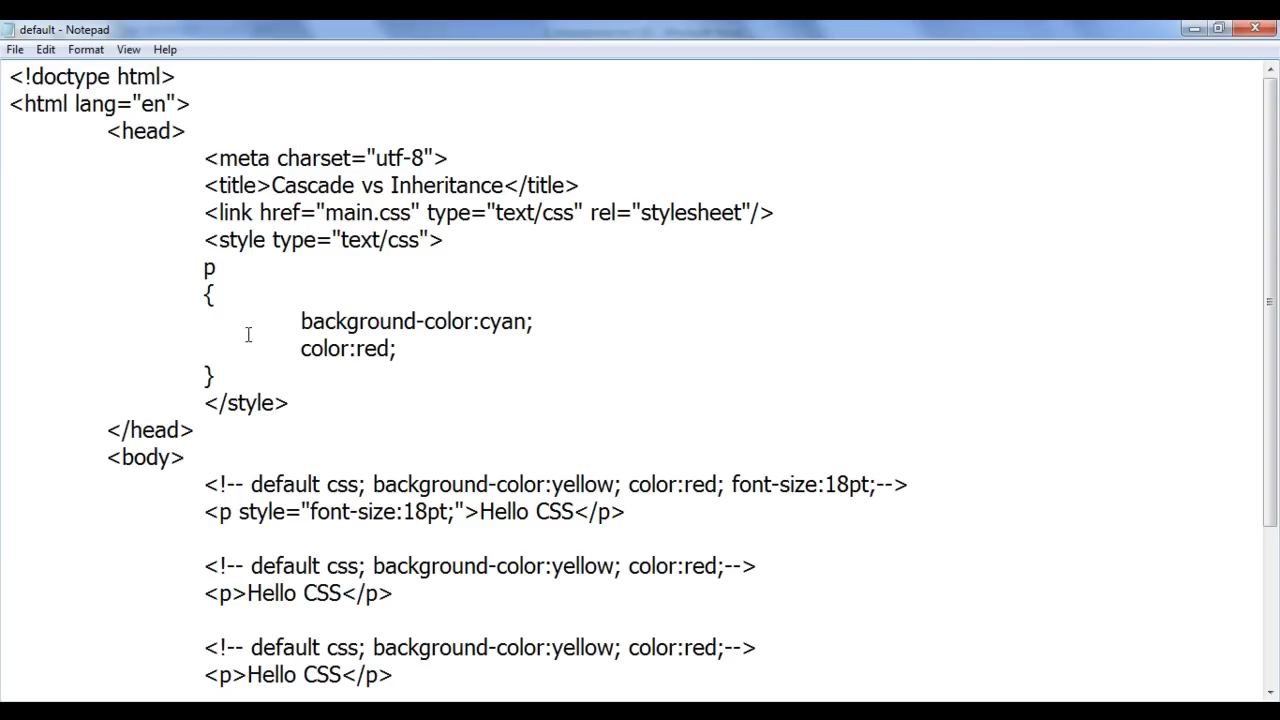 default - Notepad
File Edit Format View Help
<!doctype html>
<html lang="en">
<head>
<meta charset="utf-8">
<title>Cascade vs Inheritance</title>
<link href="main.css" type="text/css" rel="stylesheet"/>
<style type="text/css">
p
{
background-color:cyan;
color:red;
}
</style>
</head>
<body>
<!-- default css; background-color:yellow; color:red; font-size:18pt;-->
<p style="font-size:18pt;">Hello CSS</p>
<!-- default css; background-color:yellow; color:red;-->
<p>Hello CSS</p>
<!-- default css; background-color:yellow; color:red;-->
<p>Hello CSS</p>